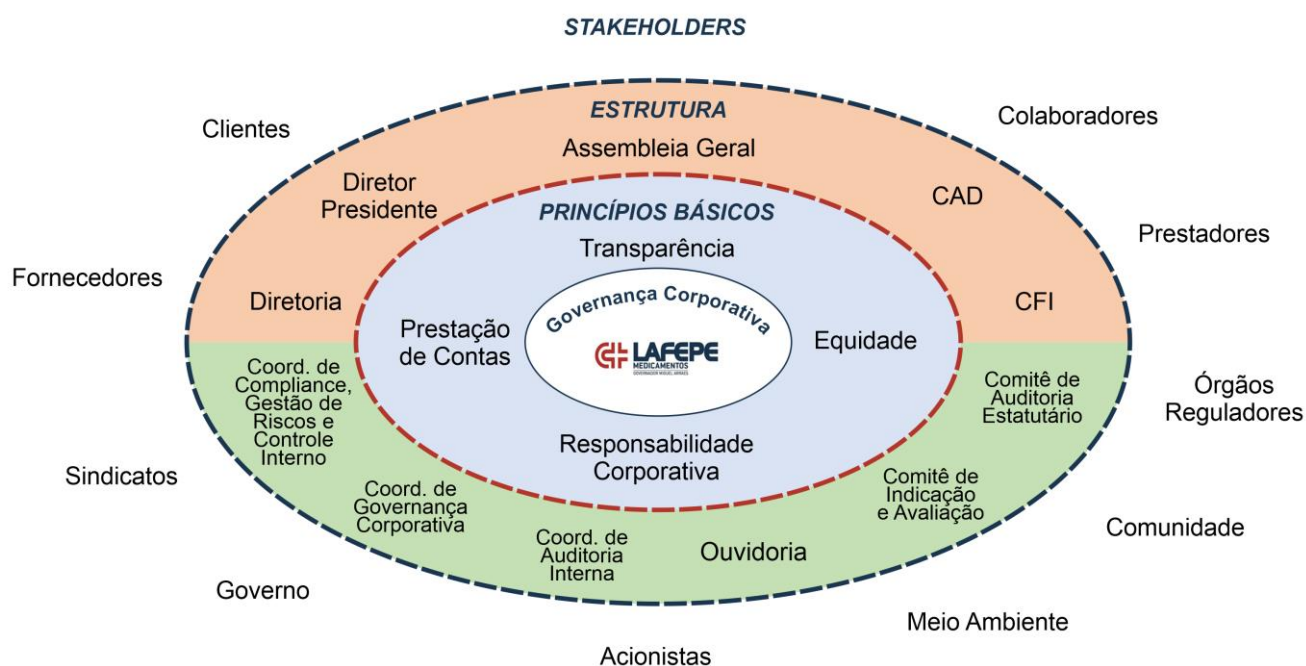 STAKEHOLDERS
Clientes
Colaboradores
ESTRUTURA
Assembleia Geral
Diretor
Presidente
CAD
PRINCÍPIOS BÁSICOS
Transparência
Prestadores
Fornecedores
Diretoria
CFI
Governança Corporativa
LAFEPE
MEDICAMENTOS
GOVERNADOR MIGUEL ARRAES
Prestação
de Contas
Equidade
Coord. de
Compliance,
Gestão de
Riscos e
Controle
Interno
Comitê de
Auditoria
Estatutário
Órgãos
Reguladores
Responsabilidade
Corporativa
Sindicatos
Coord. de
Governança
Corporativa
Comitê de
Indicação
e Avaliação
Coord. de
Auditoria
Interna
Ouvidoria
Comunidade
Governo
Meio Ambiente
Acionistas